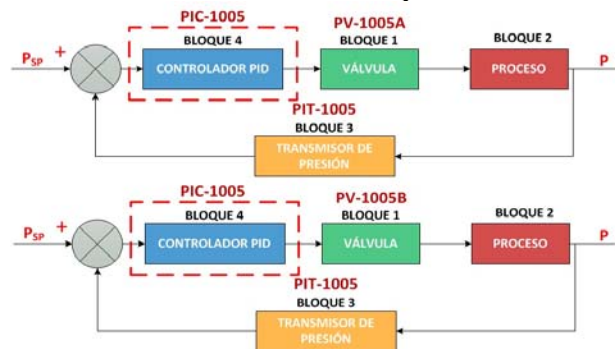 PIC-1005
PV-1005A
BLOQUE 4
BLOQUE 1
BLOQUE 2
P_SP +
CONTROLADOR PID
VÁLVULA
PROCESO
P
PIT-1005
BLOQUE 3
TRANSMISOR DE
PRESIÓN
PIC-1005
PV-1005B
BLOQUE 4
BLOQUE 1
BLOQUE 2
P_SP +
CONTROLADOR PID
VÁLVULA
PROCESO
P
PIT-1005
BLOQUE 3
TRANSMISOR DE
PRESIÓN